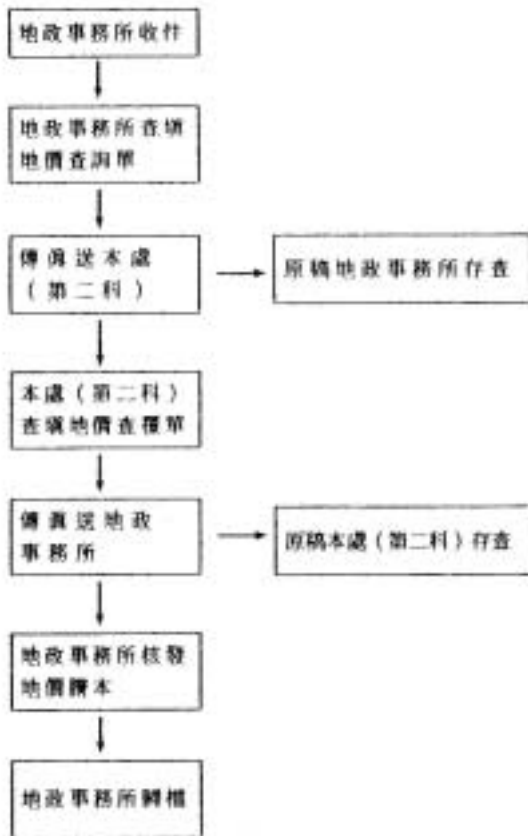 地政事務所收件
地政事務所查填
地價查詢單
傳真送本處
（第二科）
原稿地政事務所存查
本處（第二科）
查填地價查覆單
傳真送地政
事務所
原稿本處（第二科）存查
地政事務所核發
地價謄本
地政事務所歸檔